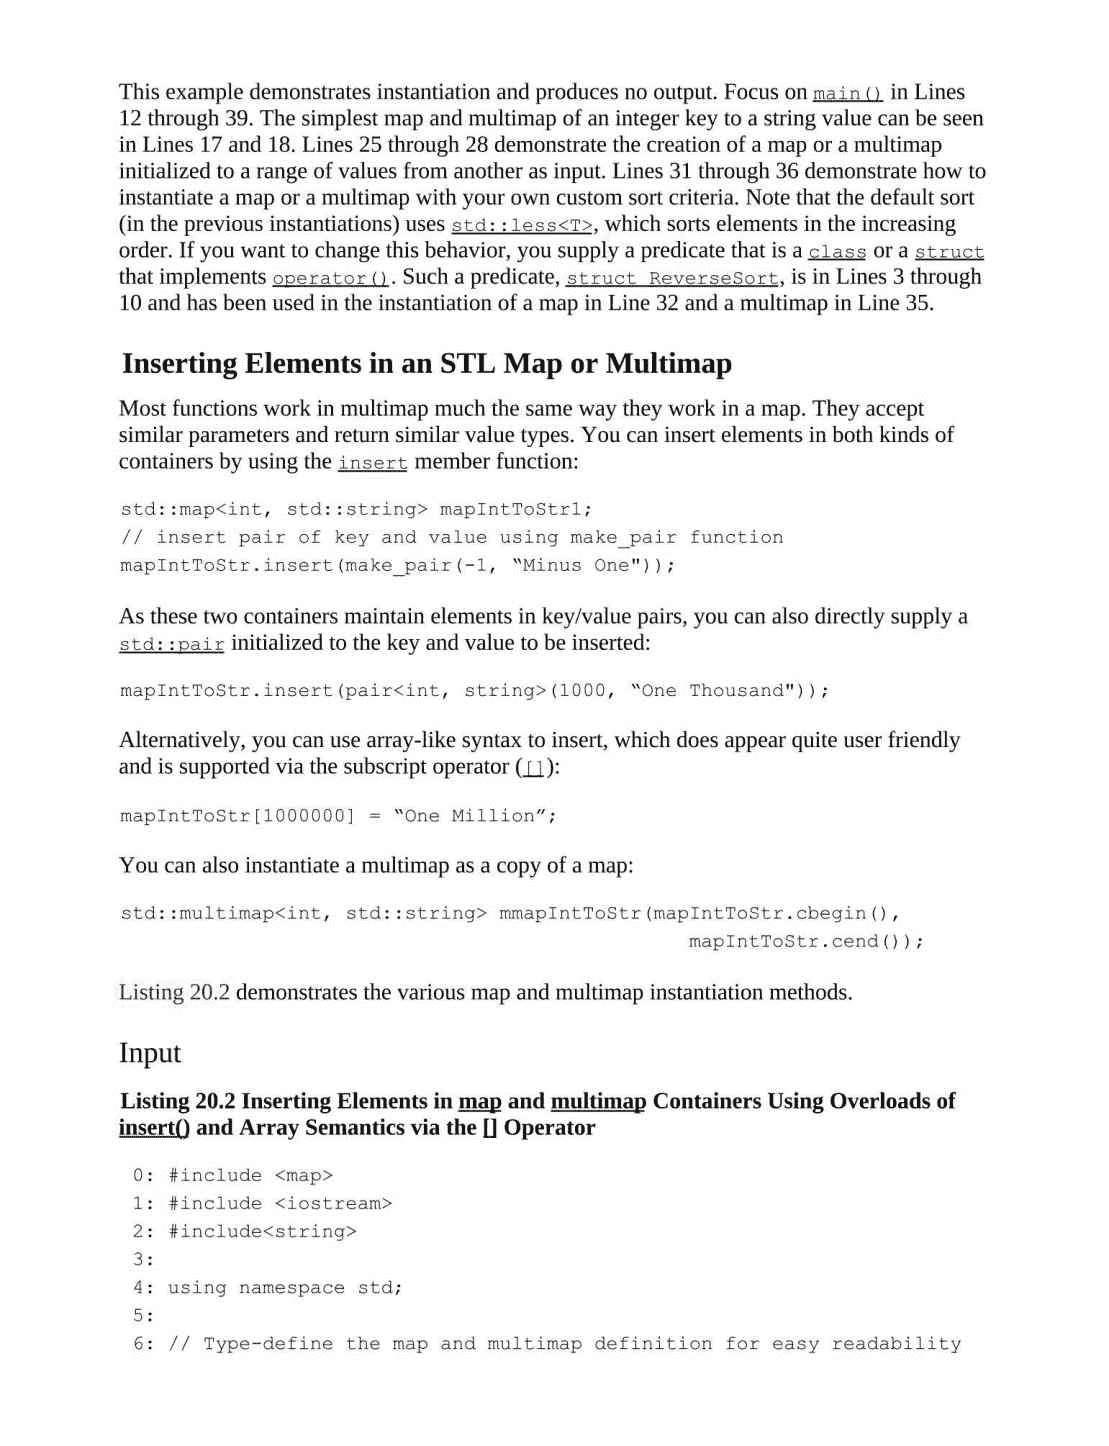 This example demonstrates instantiation and produces no output. Focus on main() in Lines
12 through 39. The simplest map and multimap of an integer key to a string value can be seen
in Lines 17 and 18. Lines 25 through 28 demonstrate the creation of a map or a multimap
initialized to a range of values from another as input. Lines 31 through 36 demonstrate how to
instantiate a map or a multimap with your own custom sort criteria. Note that the default sort
(in the previous instantiations) uses std::less<T>, which sorts elements in the increasing
order. If you want to change this behavior, you supply a predicate that is a class or a struct
that implements operator(). Such a predicate, struct ReverseSort, is in Lines 3 through
10 and has been used in the instantiation of a map in Line 32 and a multimap in Line 35.
Inserting Elements in an STL Map or Multimap
Most functions work in multimap much the same way they work in a map. They accept
similar parameters and return similar value types. You can insert elements in both kinds of
containers by using the insert member function:
std::map<int, std::string> mapIntToStr1;
// insert pair of key and value using make_pair function
mapIntToStr.insert(make_pair(-1, “Minus One"));
As these two containers maintain elements in key/value pairs, you can also directly supply a
std::pair initialized to the key and value to be inserted:
mapIntToStr.insert(pair<int, string>(1000, “One Thousand"));
Alternatively, you can use array-like syntax to insert, which does appear quite user friendly
and is supported via the subscript operator ([]):
mapIntToStr[1000000] = “One Million”;
You can also instantiate a multimap as a copy of a map:
std::multimap<int, std::string> mmapIntToStr(mapIntToStr.cbegin(),
mapIntToStr.cend());
Listing 20.2 demonstrates the various map and multimap instantiation methods.
Input
Listing 20.2 Inserting Elements in map and multimap Containers Using Overloads of
insert() and Array Semantics via the [] Operator
0: #include <map>
1: #include <iostream>
2: #include<string>
3:
4: using namespace std;
5:
6: // Type-define the map and multimap definition for easy readability